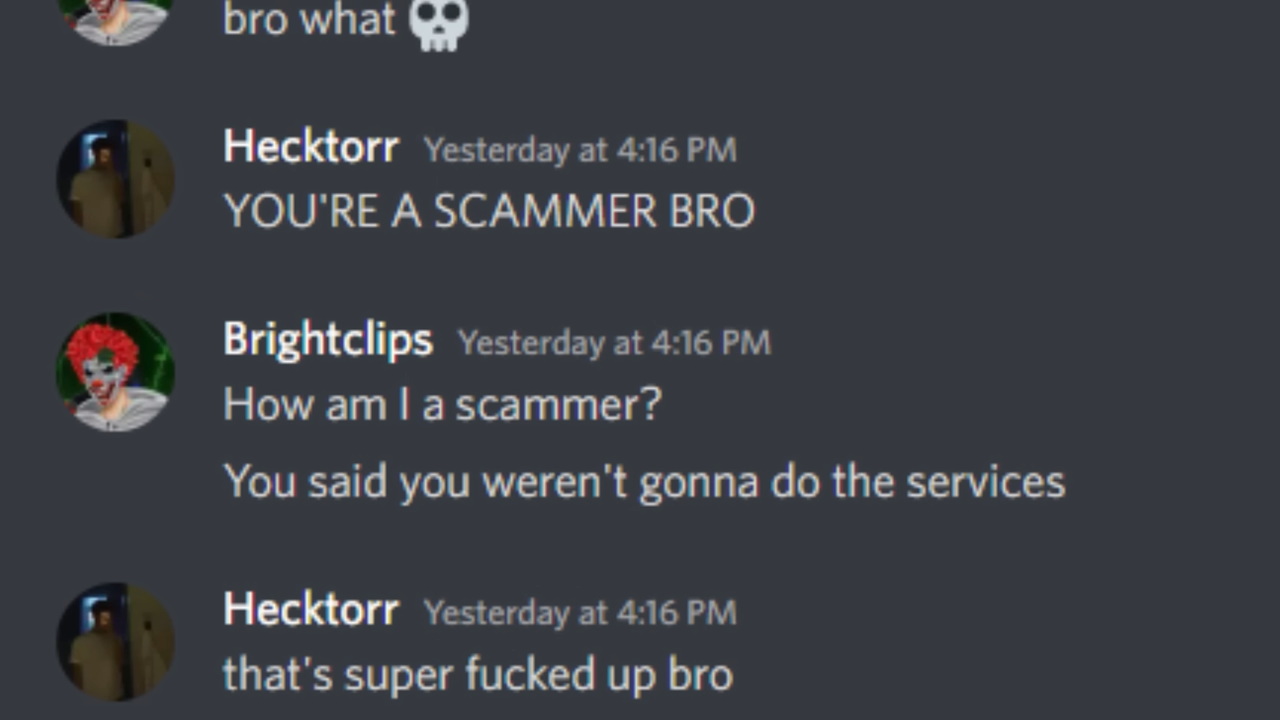 bro what 💀
Hecktorr Yesterday at 4:16 PM
YOU'RE A SCAMMER BRO
Brightclips Yesterday at 4:16 PM
How am I a scammer?
You said you weren't gonna do the services
Hecktorr Yesterday at 4:16 PM
that's super fucked up bro